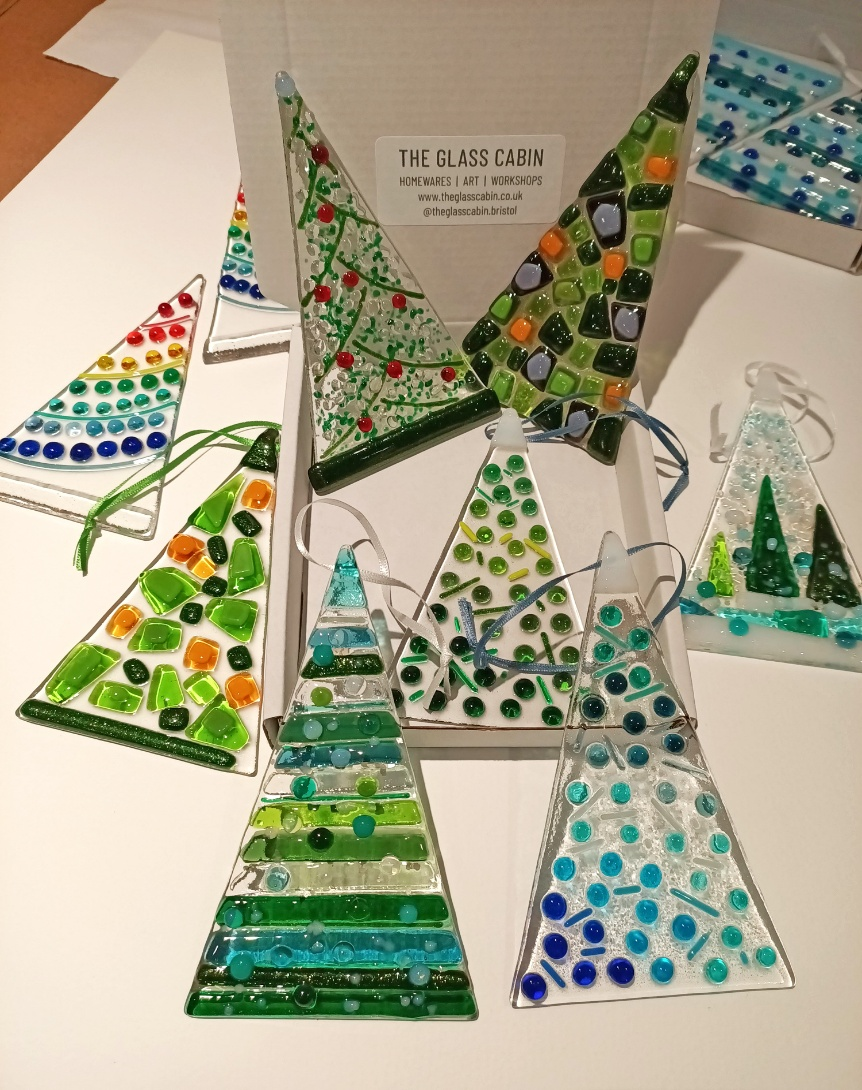 THE GLASS CABIN
HOMEWARES | ART | WORKSHOPS
www.theglasscabin.co.uk
@theglasscabin.bristol